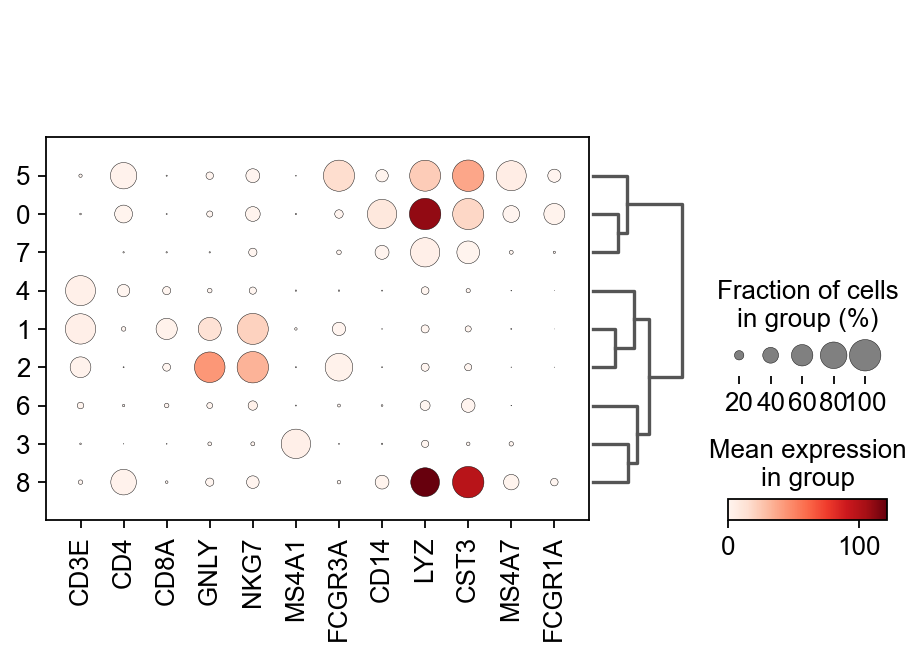 5
0
7
4
1
2
6
3
8
CD3E
CD4
CD8A
GNLY
NKG7
MS4A1
FCGR3A
CD14
LYZ
CST3
MS4A7
FCGR1A
Fraction of cells
in group (%)
20 40 60 80 100
Mean expression
in group
0 100